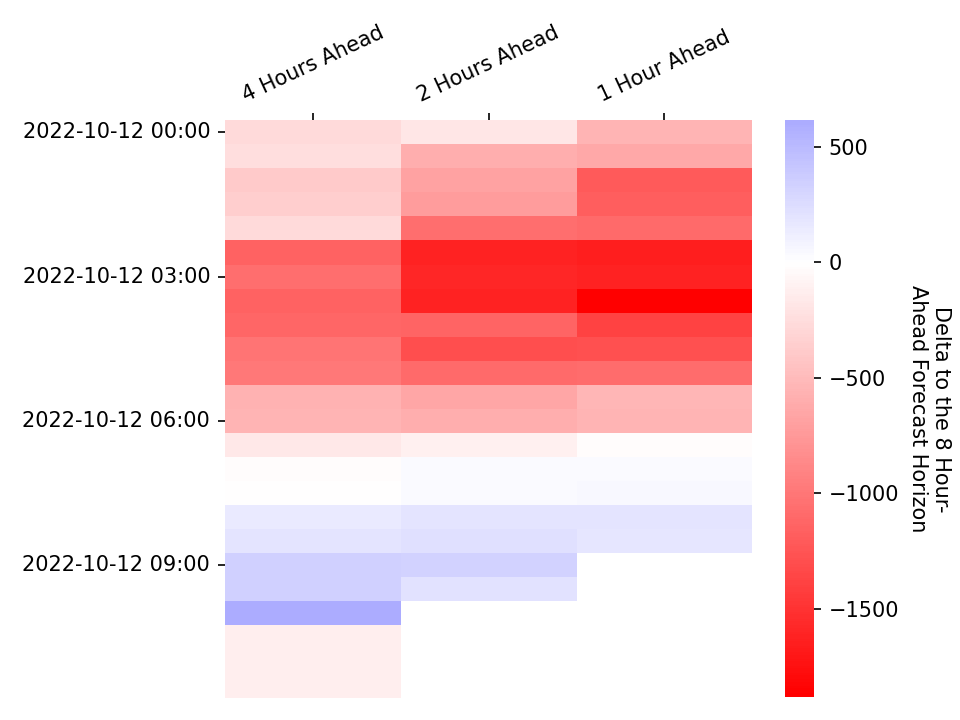 4 Hours Ahead
2 Hours Ahead
1 Hour Ahead
2022-10-12 00:00
2022-10-12 03:00
2022-10-12 06:00
2022-10-12 09:00
500
0
−500
−1000
−1500
Delta to the 8 Hour-
Ahead Forecast Horizon